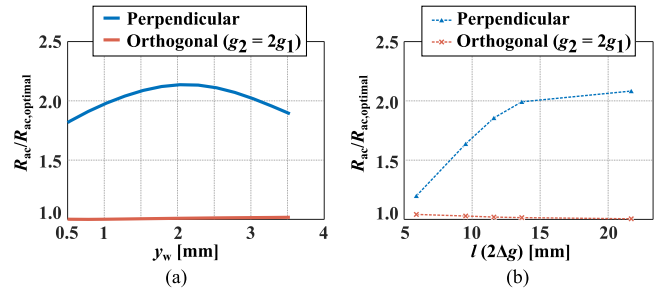 Perpendicular
Orthogonal (g2 = 2g1)
2.5
2.0
1.5
1.0
Rac/Rac,optimal
0.5 1 2 3 4
yw [mm]
(a)
Perpendicular
Orthogonal (g2 = 2g1)
2.5
2.0
1.5
1.0
Rac/Rac,optimal
5 10 15 20
l (2Δg) [mm]
(b)